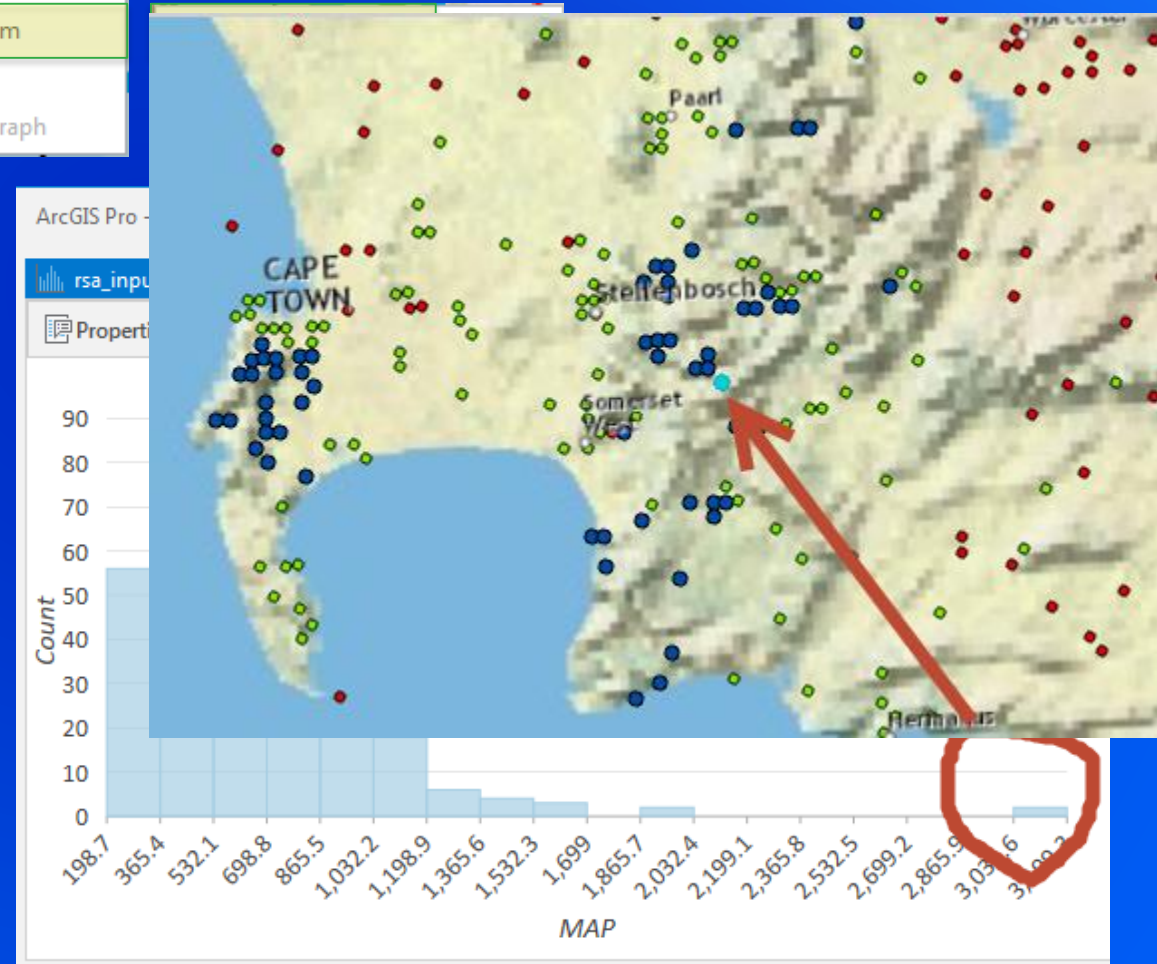 m
raph
ArcGIS Pro -
rsa_inpu
Properti
Worcester
Paarl
CAPE
TOWN
Stellenbosch
Somerset
West
Hermanus
90
80
70
60
50
40
30
20
10
0
Count
198.7
365.4
532.1
698.8
865.5
1,032.2
1,198.9
1,365.6
1,532.3
1,699
1,865.7
2,032.4
2,199.1
2,365.8
2,532.5
2,699.2
MAP